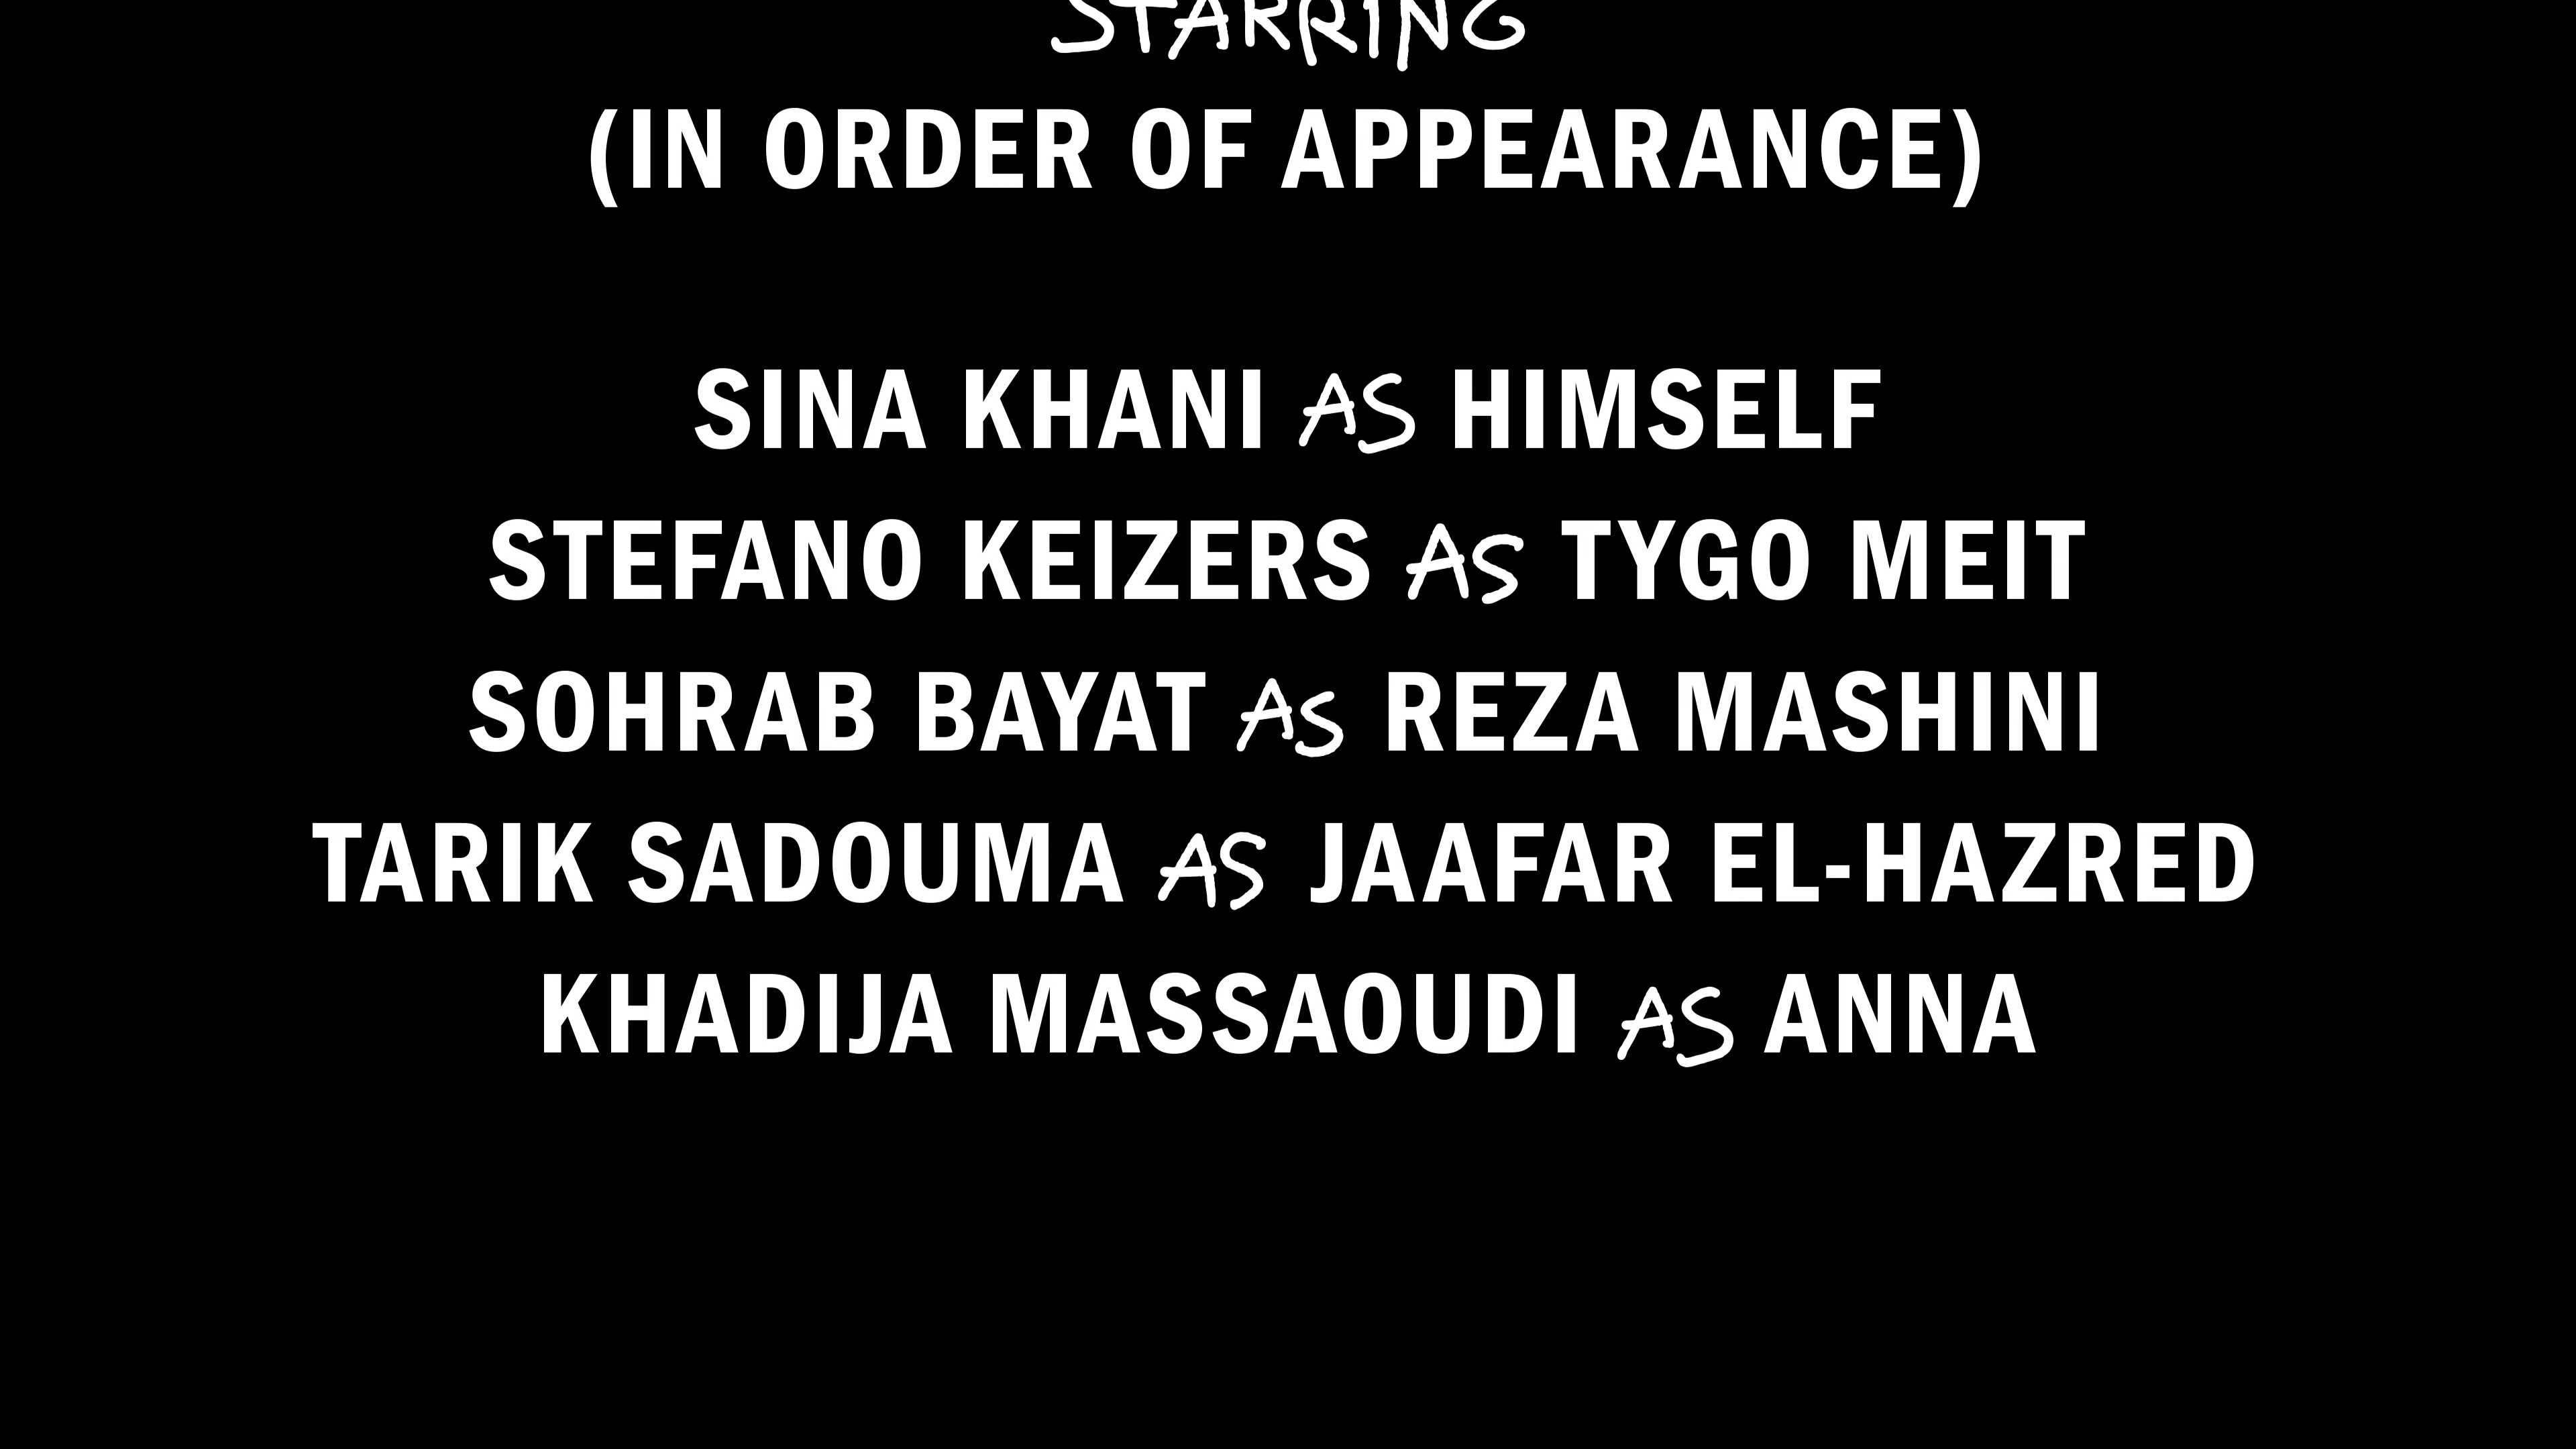 STARRING
(IN ORDER OF APPEARANCE)
SINA KHANI AS HIMSELF
STEFANO KEIZERS AS TYGO MEIT
SOHRAB BAYAT AS REZA MASHINI
TARIK SADOUMA AS JAAFAR EL-HAZRED
KHADIJA MASSAOUDI AS ANNA